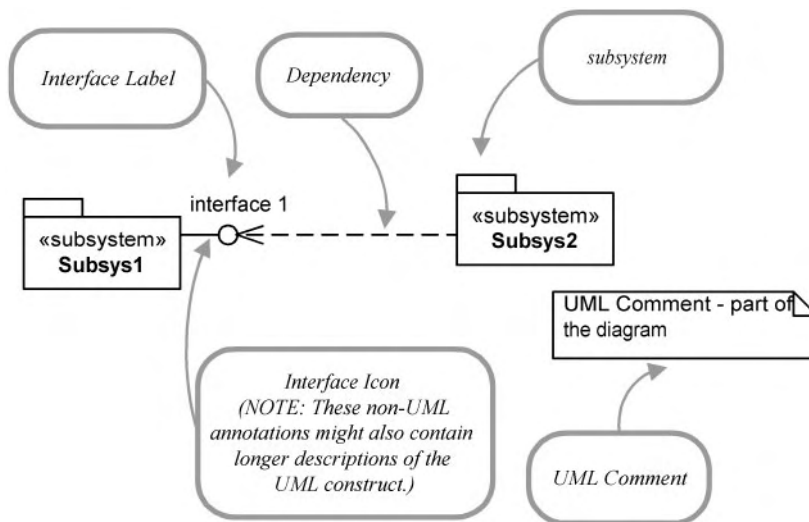 Interface Label
Dependency
subsystem
interface 1
«subsystem»
Subsys1
«subsystem»
Subsys2
UML Comment - part of
the diagram
Interface Icon
(NOTE: These non-UML
annotations might also contain
longer descriptions of the
UML construct.)
UML Comment